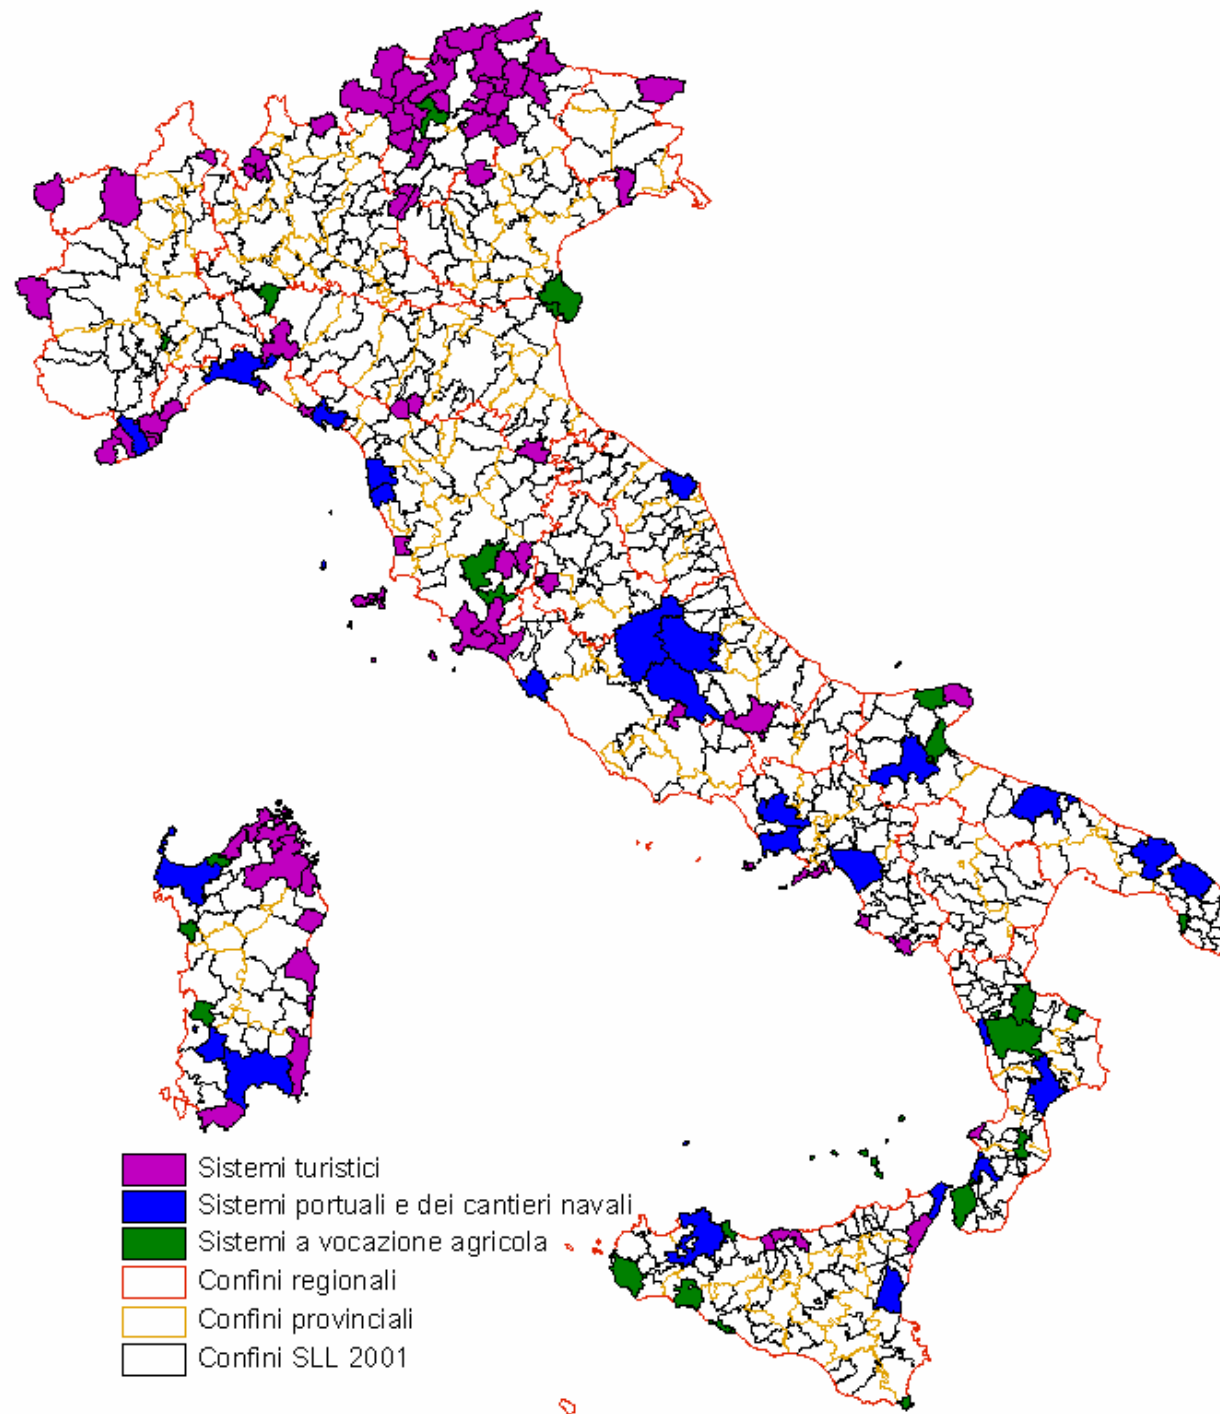 Sistemi turistici
Sistemi portuali e dei cantieri navali
Sistemi a vocazione agricola
Confini regionali
Confini provinciali
Confini SLL 2001